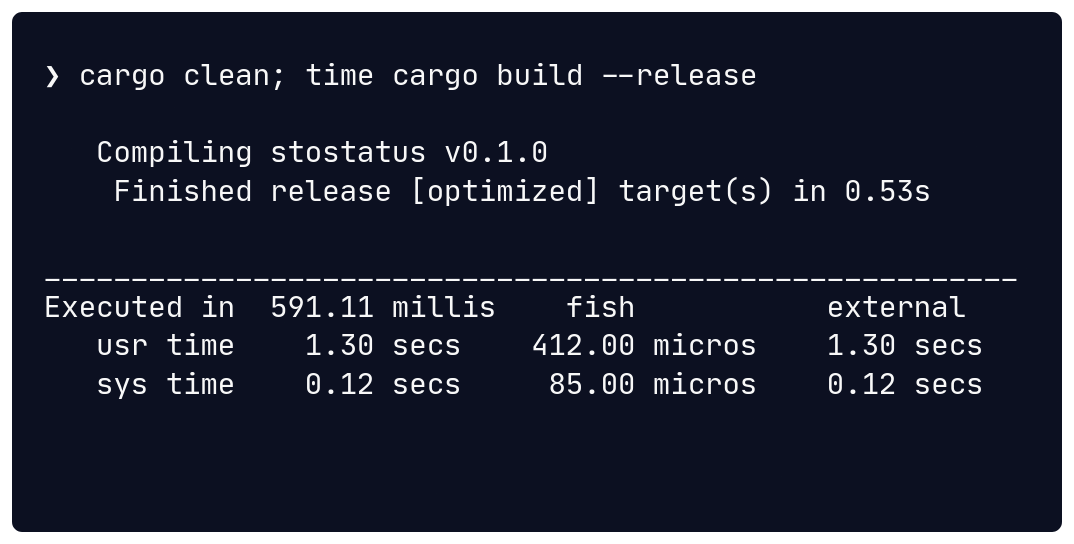 ❯ cargo clean; time cargo build --release
Compiling stostatus v0.1.0
Finished release [optimized] target(s) in 0.53s
________________________________________________________
Executed in  591.11 millis    fish           external
usr time    1.30 secs    412.00 micros    1.30 secs
sys time    0.12 secs     85.00 micros    0.12 secs